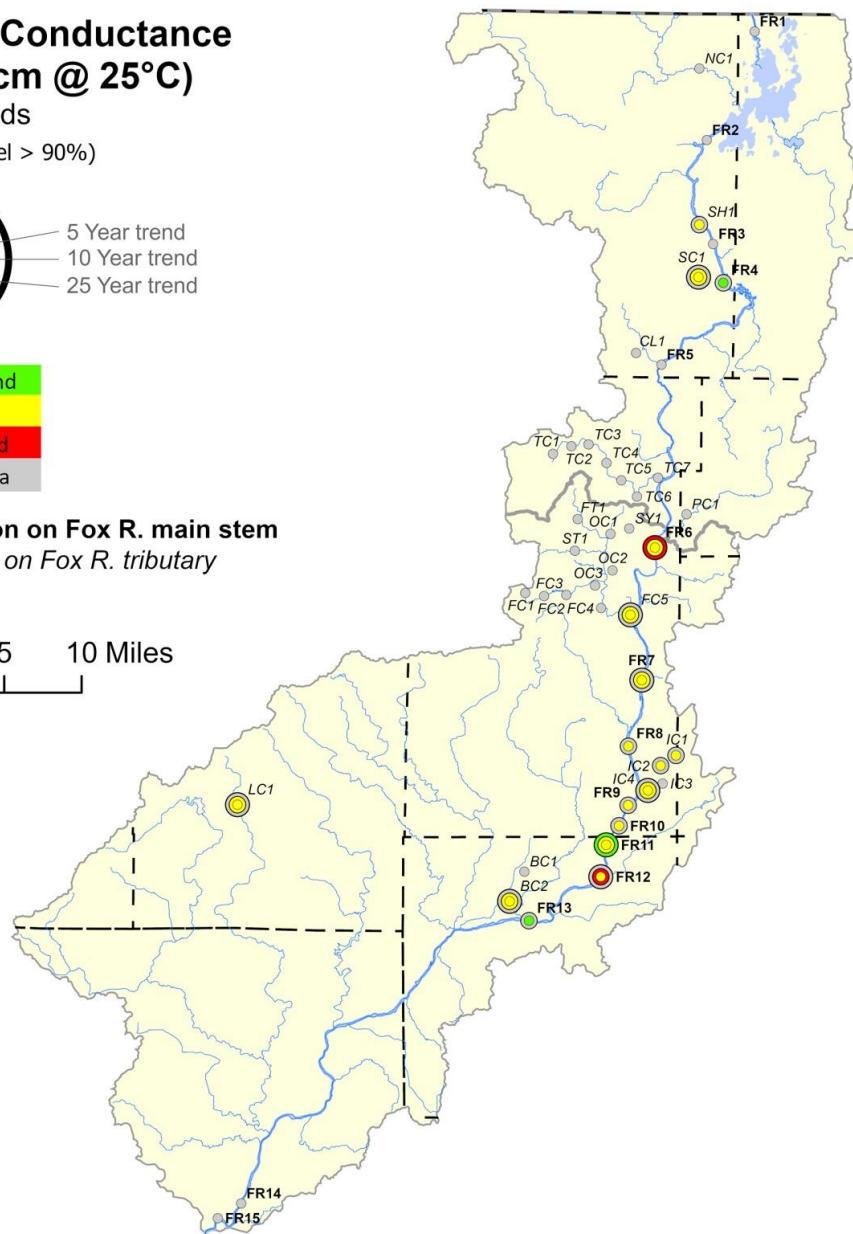 Conductance
cm @ 25°C)
ds
el > 90%)
5 Year trend
10 Year trend
25 Year trend
nd
d
a
on on Fox R. main stem
on Fox R. tributary
5 10 Miles
FR1
NC1
FR2
SH1
FR3
SC1
FR4
CL1
FR5
TC1
TC3
TC2
TC4
TC5
TC7
TC6
PC1
FT1
OC1
SY1
FR6
ST1
OC2
FC3
OC3
FC1
FC2
FC4
FC5
FR7
FR8
IC1
IC2
IC4
IC3
LC1
FR9
FR10
FR11
BC1
FR12
BC2
FR13
FR14
FR15